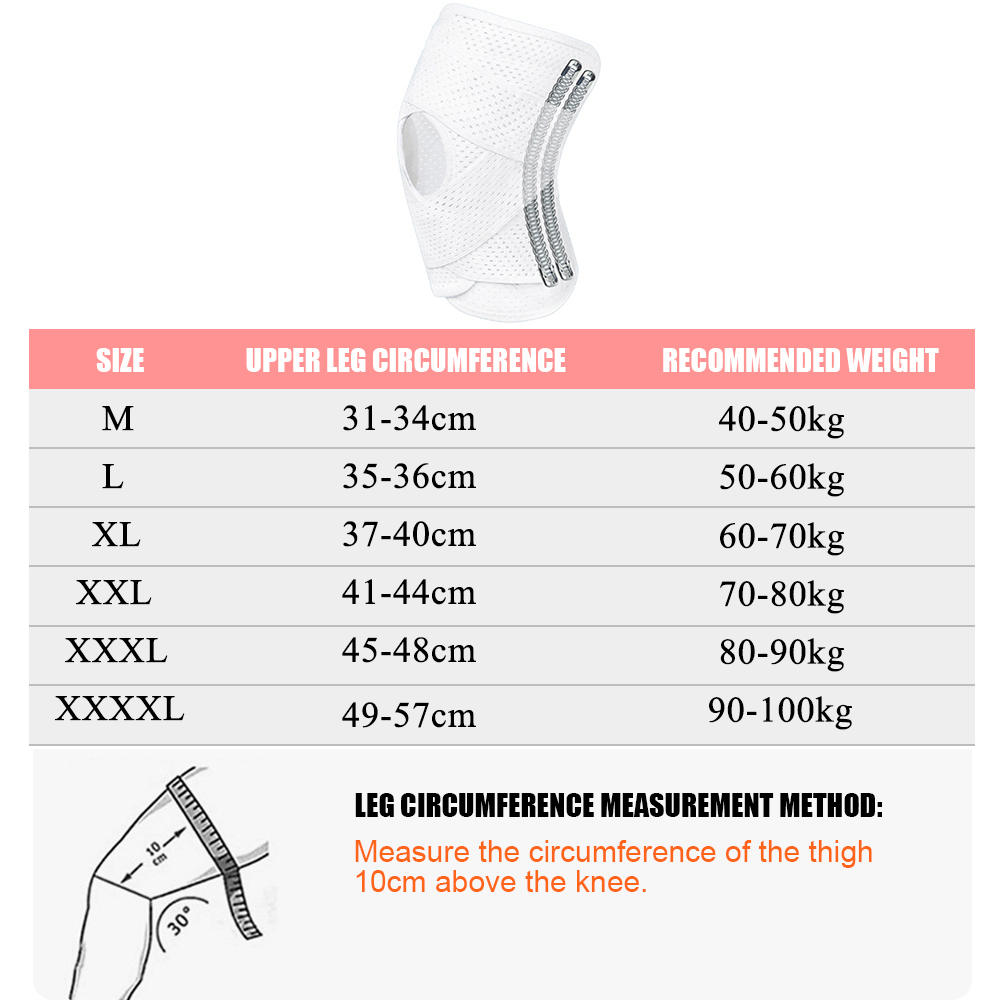 SIZE UPPER LEG CIRCUMFERENCE RECOMMENDED WEIGHT
M 31-34cm 40-50kg
L 35-36cm 50-60kg
XL 37-40cm 60-70kg
XXL 41-44cm 70-80kg
XXXL 45-48cm 80-90kg
XXXXL 49-57cm 90-100kg
LEG CIRCUMFERENCE MEASUREMENT METHOD:
Measure the circumference of the thigh
10cm above the knee.
10
cm
30°